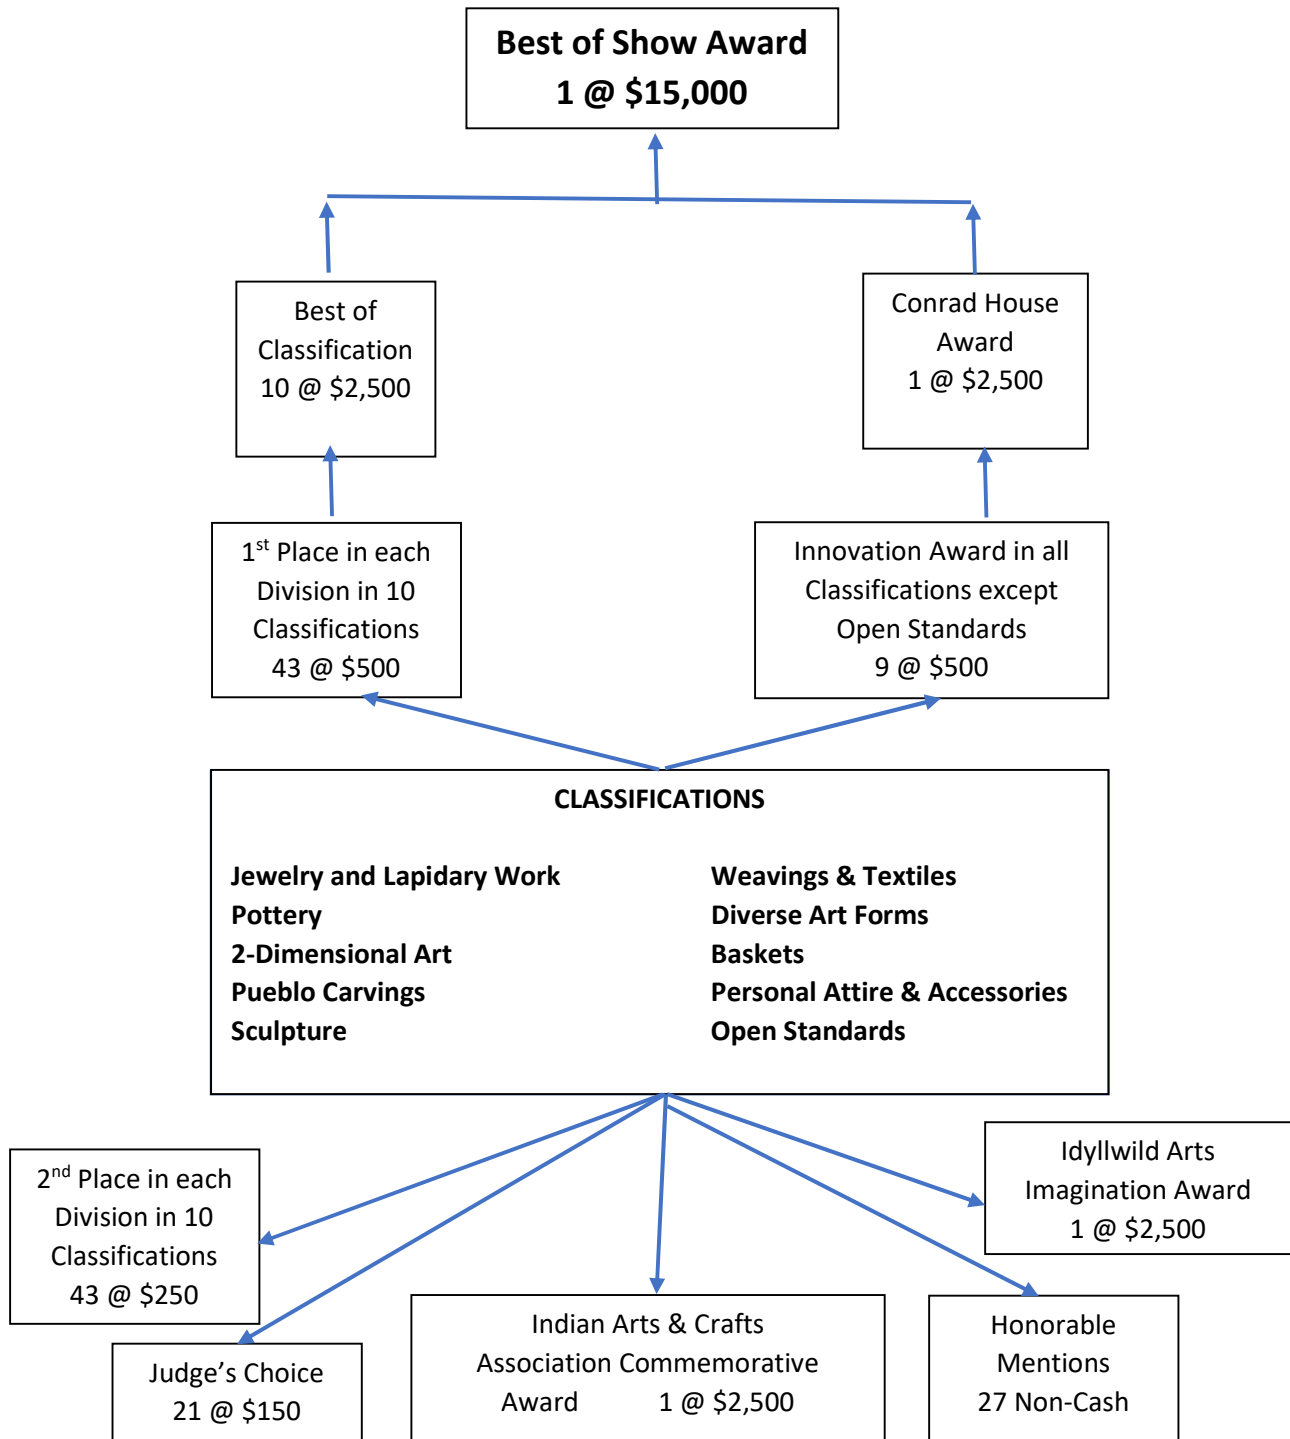 Best of Show Award
1 @ $15,000
Best of
Classification
10 @ $2,500
Conrad House
Award
1 @ $2,500
1st Place in each
Division in 10
Classifications
43 @ $500
Innovation Award in all
Classifications except
Open Standards
9 @ $500
CLASSIFICATIONS
Jewelry and Lapidary Work
Pottery
2-Dimensional Art
Pueblo Carvings
Sculpture
Weavings & Textiles
Diverse Art Forms
Baskets
Personal Attire & Accessories
Open Standards
2nd Place in each
Division in 10
Classifications
43 @ $250
Idyllwild Arts
Imagination Award
1 @ $2,500
Judge’s Choice
21 @ $150
Indian Arts & Crafts
Association Commemorative
Award 1 @ $2,500
Honorable
Mentions
27 Non-Cash